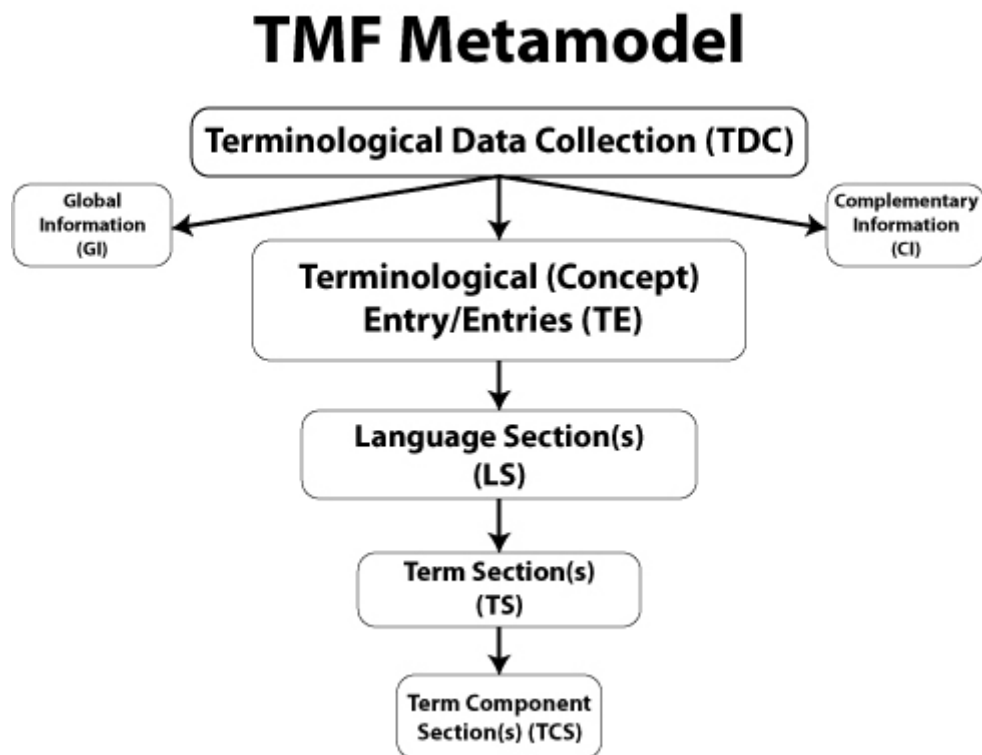 TMF Metamodel
Terminological Data Collection (TDC)
Global
Information
(GI)
Complementary
Information
(CI)
Terminological (Concept)
Entry/Entries (TE)
Language Section(s)
(LS)
Term Section(s)
(TS)
Term Component
Section(s) (TCS)